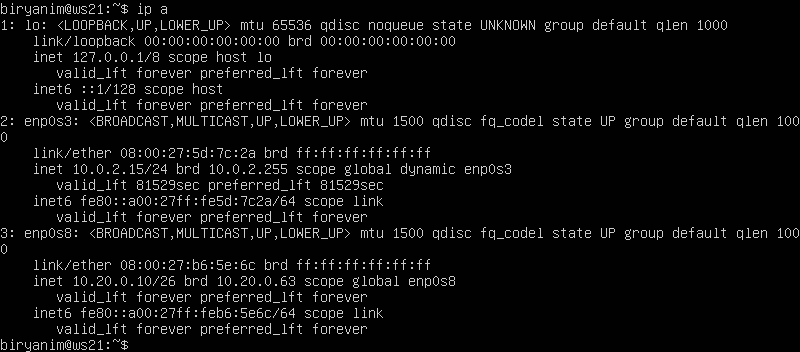 biryanim@ws21:~$ ip a
1: lo: <LOOPBACK,UP,LOWER_UP> mtu 65536 qdisc noqueue state UNKNOWN group default qlen 1000
    link/loopback 00:00:00:00:00:00 brd 00:00:00:00:00:00
    inet 127.0.0.1/8 scope host lo
       valid_lft forever preferred_lft forever
    inet6 ::1/128 scope host
       valid_lft forever preferred_lft forever
2: enp0s3: <BROADCAST,MULTICAST,UP,LOWER_UP> mtu 1500 qdisc fq_codel state UP group default qlen 100
0
    link/ether 08:00:27:5d:7c:2a brd ff:ff:ff:ff:ff:ff
    inet 10.0.2.15/24 brd 10.0.2.255 scope global dynamic enp0s3
       valid_lft 81529sec preferred_lft 81529sec
    inet6 fe80::a00:27ff:fe5d:7c2a/64 scope link
       valid_lft forever preferred_lft forever
3: enp0s8: <BROADCAST,MULTICAST,UP,LOWER_UP> mtu 1500 qdisc fq_codel state UP group default qlen 100
0
    link/ether 08:00:27:b6:5e:6c brd ff:ff:ff:ff:ff:ff
    inet 10.20.0.10/26 brd 10.20.0.63 scope global enp0s8
       valid_lft forever preferred_lft forever
    inet6 fe80::a00:27ff:feb6:5e6c/64 scope link
       valid_lft forever preferred_lft forever
biryanim@ws21:~$